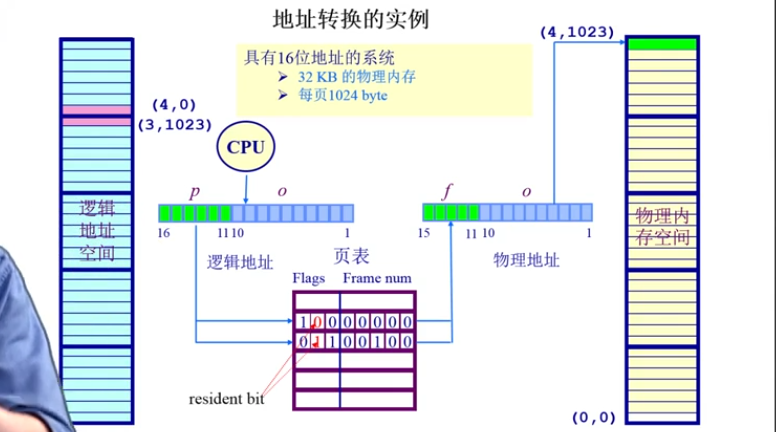 地址转换的实例
(4,1023)
具有16位地址的系统
➢ 32 KB 的物理内存
➢ 每页1024 byte
(4,0)
(3,1023)
CPU
p o
f o
16 1110 1
15 11 10 1
逻辑
地址
空间
物理内
存空间
逻辑地址
页表
物理地址
Flags Frame num
1 0 0 0 0 0 0 0
0 1 1 0 0 1 0 0
resident bit
(0,0)